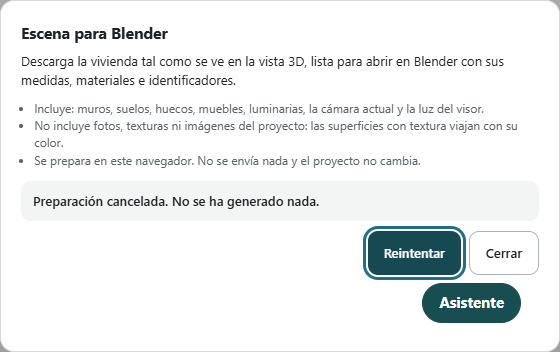 Escena para Blender
Descarga la vivienda tal como se ve en la vista 3D, lista para abrir en Blender con sus
medidas, materiales e identificadores.
• Incluye: muros, suelos, huecos, muebles, luminarias, la cámara actual y la luz del visor.
• No incluye fotos, texturas ni imágenes del proyecto: las superficies con textura viajan con su
color.
• Se prepara en este navegador. No se envía nada y el proyecto no cambia.
Preparación cancelada. No se ha generado nada.
Reintentar
Cerrar
Asistente